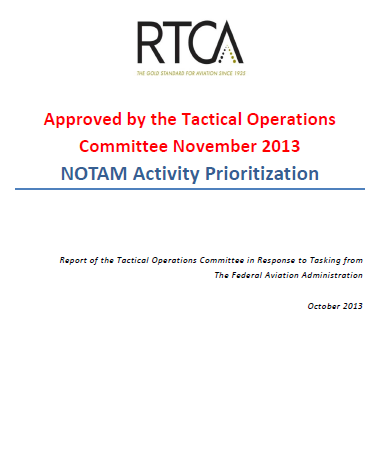 RTCA
THE GOLD STANDARD FOR AVIATION SINCE 1935
Approved by the Tactical Operations
Committee November 2013
NOTAM Activity Prioritization
Report of the Tactical Operations Committee in Response to Tasking from
The Federal Aviation Administration
October 2013